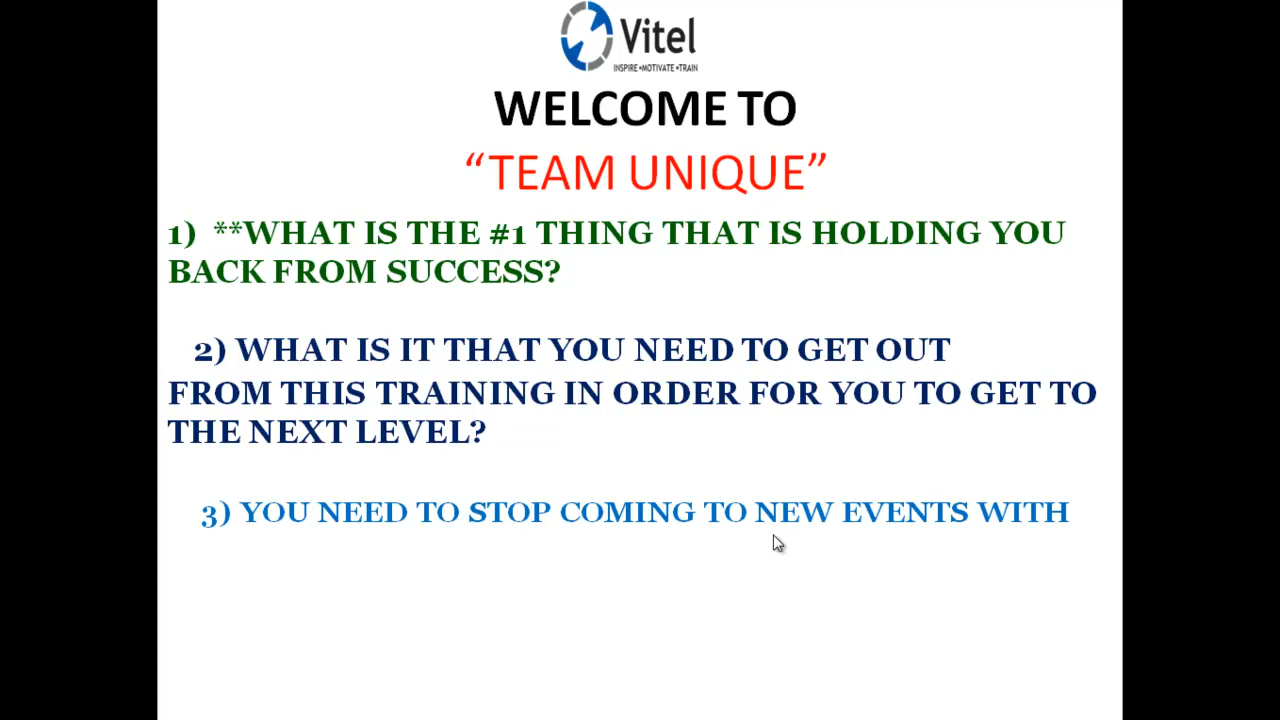 Vitel
INSPIRE •MOTIVATE •TRAIN
WELCOME TO
“TEAM UNIQUE”
1) **WHAT IS THE #1 THING THAT IS HOLDING YOU
BACK FROM SUCCESS?
2) WHAT IS IT THAT YOU NEED TO GET OUT
FROM THIS TRAINING IN ORDER FOR YOU TO GET TO
THE NEXT LEVEL?
3) YOU NEED TO STOP COMING TO NEW EVENTS WITH